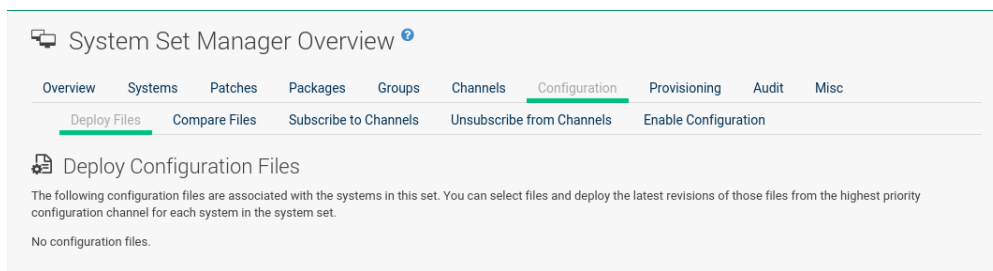 System Set Manager Overview ?
Overview Systems Patches Packages Groups Channels Configuration Provisioning Audit Misc
Deploy Files Compare Files Subscribe to Channels Unsubscribe from Channels Enable Configuration
Deploy Configuration Files
The following configuration files are associated with the systems in this set. You can select files and deploy the latest revisions of those files from the highest priority
configuration channel for each system in the system set.
No configuration files.